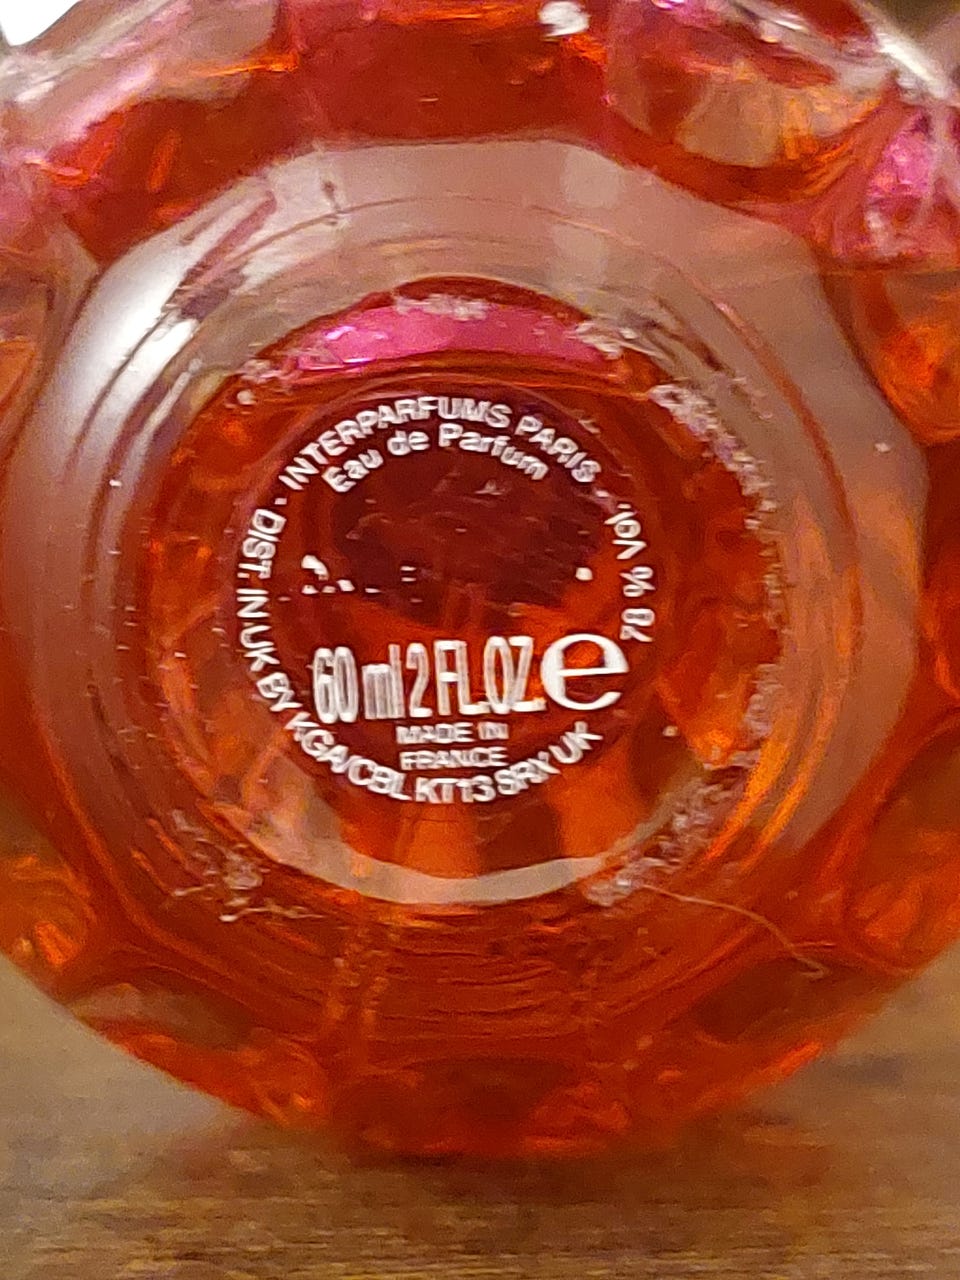 INTERPARFUMS PARIS
Eau de Parfum
78 % Vol.
60 ml 2 FL.OZ. e
MADE IN
FRANCE
DIST. IN UK BY KGA/CBL KT13 8RX UK